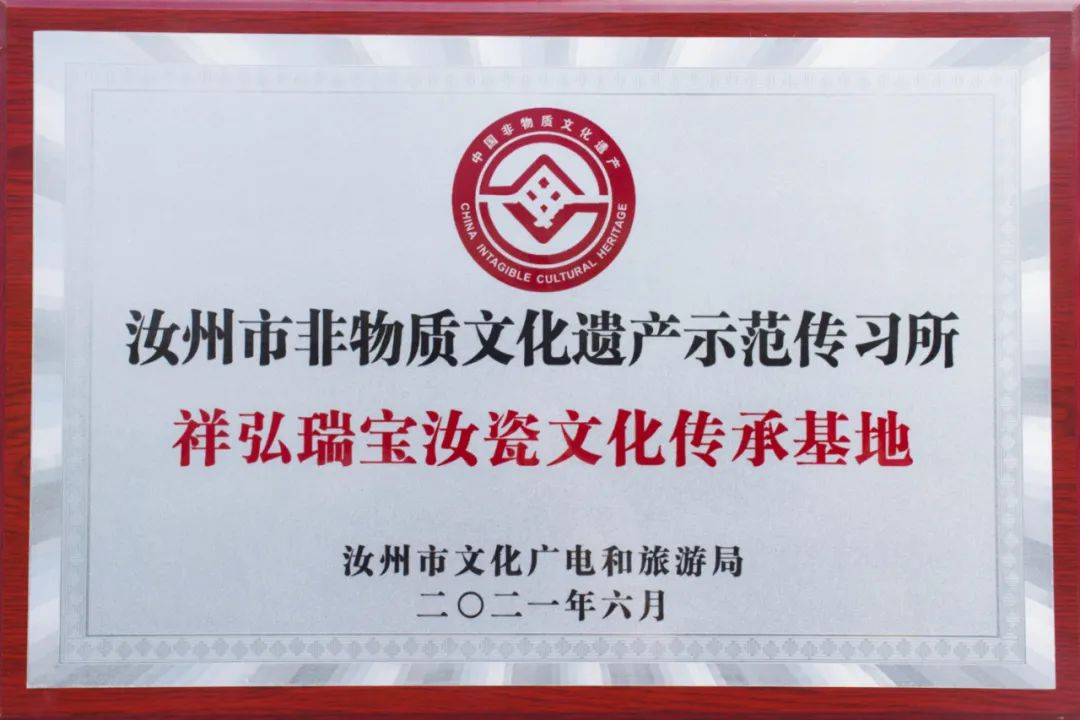 中国非物质文化遗产
CHINA INTAGIBLE CULTURAL HERITAGE
汝州市非物质文化遗产示范传习所
祥弘瑞宝汝瓷文化传承基地
汝州市文化广电和旅游局
二〇二一年六月